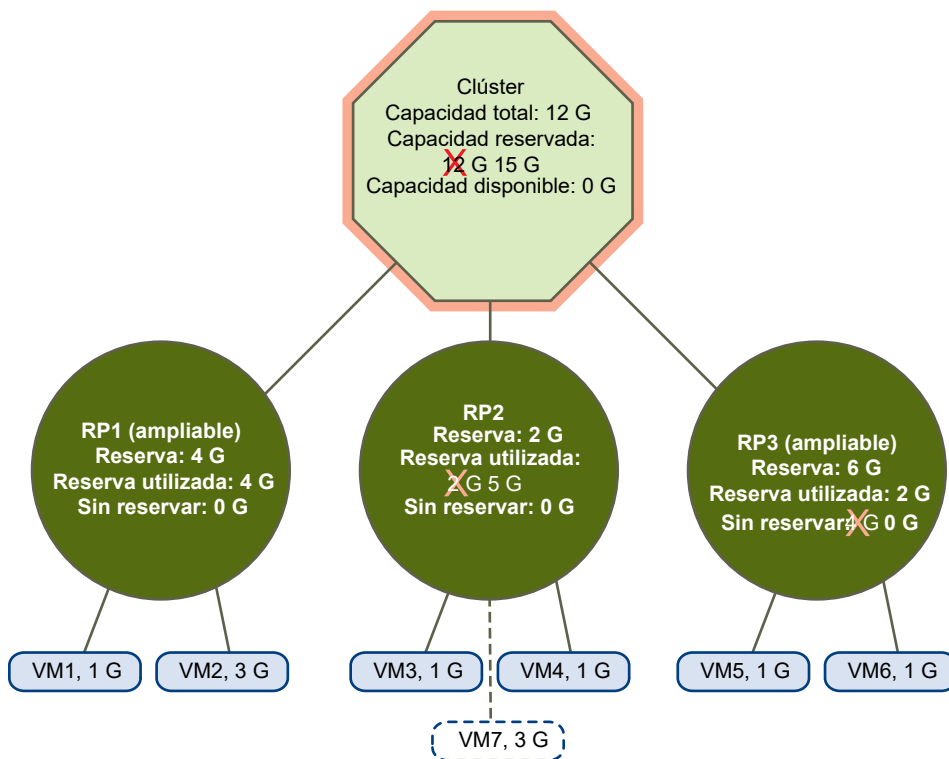 Clúster
Capacidad total: 12 G
Capacidad reservada:
12 G 15 G
Capacidad disponible: 0 G
RP1 (ampliable)
Reserva: 4 G
Reserva utilizada: 4 G
Sin reservar: 0 G
RP2
Reserva: 2 G
Reserva utilizada:
2 G 5 G
Sin reservar: 0 G
RP3 (ampliable)
Reserva: 6 G
Reserva utilizada: 2 G
Sin reservar: 4 G 0 G
VM1, 1 G
VM2, 3 G
VM3, 1 G
VM4, 1 G
VM5, 1 G
VM6, 1 G
VM7, 3 G